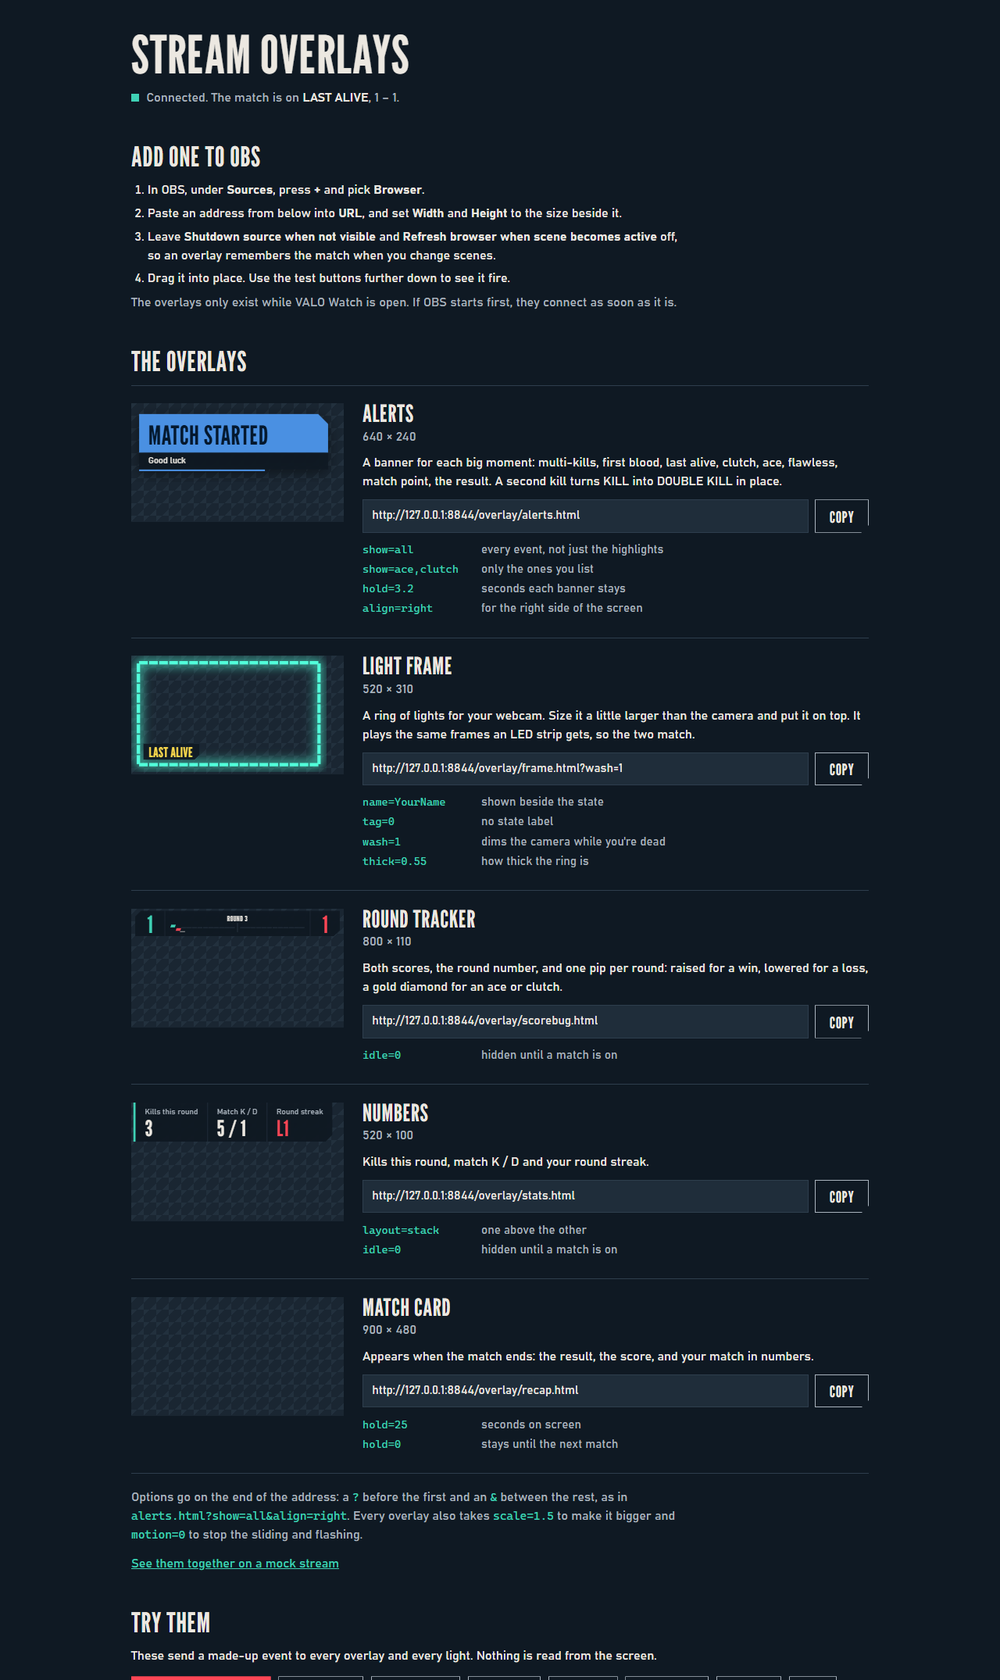 STREAM OVERLAYS
Connected. The match is on LAST ALIVE, 1 – 1.
ADD ONE TO OBS
1. In OBS, under Sources, press + and pick Browser.
2. Paste an address from below into URL, and set Width and Height to the size beside it.
3. Leave Shutdown source when not visible and Refresh browser when scene becomes active off,
so an overlay remembers the match when you change scenes.
4. Drag it into place. Use the test buttons further down to see it fire.
The overlays only exist while VALO Watch is open. If OBS starts first, they connect as soon as it is.
THE OVERLAYS
MATCH STARTED
Good luck
ALERTS
640 × 240
A banner for each big moment: multi-kills, first blood, last alive, clutch, ace, flawless,
match point, the result. A second kill turns KILL into DOUBLE KILL in place.
http://127.0.0.1:8844/overlay/alerts.html
COPY
show=all every event, not just the highlights
show=ace,clutch only the ones you list
hold=3.2 seconds each banner stays
align=right for the right side of the screen
LAST ALIVE
LIGHT FRAME
520 × 310
A ring of lights for your webcam. Size it a little larger than the camera and put it on top. It
plays the same frames an LED strip gets, so the two match.
http://127.0.0.1:8844/overlay/frame.html?wash=1
COPY
name=YourName shown beside the state
tag=0 no state label
wash=1 dims the camera while you're dead
thick=0.55 how thick the ring is
1 ROUND 3 1
ROUND TRACKER
800 × 110
Both scores, the round number, and one pip per round: raised for a win, lowered for a loss,
a gold diamond for an ace or clutch.
http://127.0.0.1:8844/overlay/scorebug.html
COPY
idle=0 hidden until a match is on
Kills this round Match K / D Round streak
3 5 / 1 L1
NUMBERS
520 × 100
Kills this round, match K / D and your round streak.
http://127.0.0.1:8844/overlay/stats.html
COPY
layout=stack one above the other
idle=0 hidden until a match is on
MATCH CARD
900 × 480
Appears when the match ends: the result, the score, and your match in numbers.
http://127.0.0.1:8844/overlay/recap.html
COPY
hold=25 seconds on screen
hold=0 stays until the next match
Options go on the end of the address: a ? before the first and an & between the rest, as in
alerts.html?show=all&align=right. Every overlay also takes scale=1.5 to make it bigger and
motion=0 to stop the sliding and flashing.
See them together on a mock stream
TRY THEM
These send a made-up event to every overlay and every light. Nothing is read from the screen.